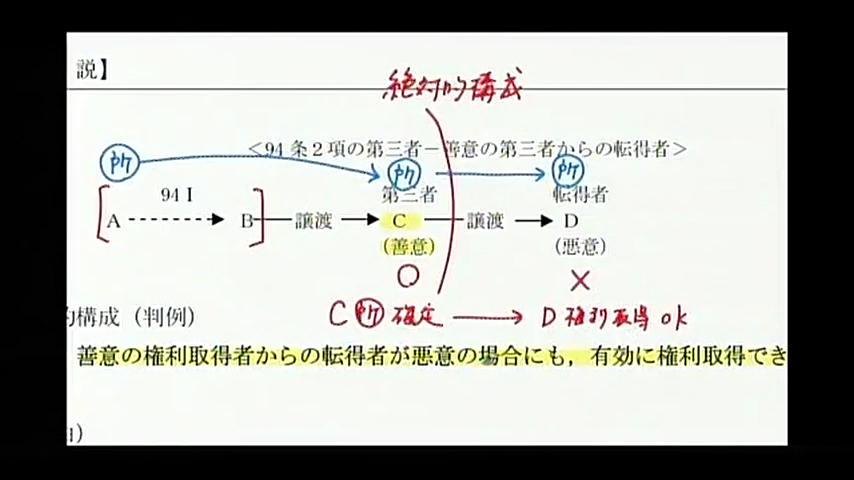 説】
絶対的構成
＜94 条２項の第三者－善意の第三者からの転得者＞
所 所 所
第三者 転得者
94 Ⅰ
A B 譲渡 C 譲渡 D
（善意） （悪意）
○ ×
C 所 確定 → D 権利取得 ok
的構成（判例）
善意の権利取得者からの転得者が悪意の場合にも，有効に権利取得でき